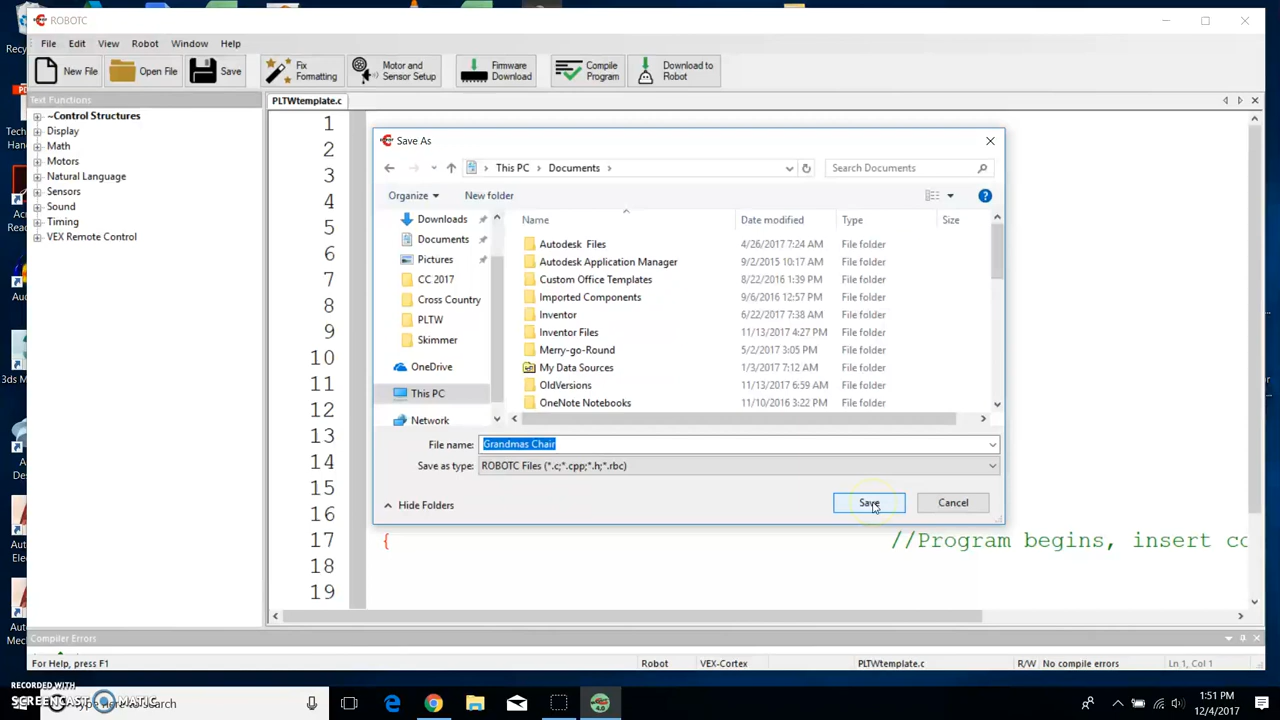 ROBOTC
File Edit View Robot Window Help
New File Open File Save Fix Formatting Motor and Sensor Setup Firmware Download Compile Program Download to Robot
Text Functions
PLTWtemplate.c
~Control Structures
Display
Math
Motors
Natural Language
Sensors
Sound
Timing
VEX Remote Control
1
2
3
4
5
6
7
8
9
10
11
12
13
14
15
16
17 { //Program begins, insert co
18
19
Save As
This PC > Documents >
Search Documents
Organize New folder
Downloads
Documents
Pictures
CC 2017
Cross Country
PLTW
Skimmer
OneDrive
This PC
Network
Name Date modified Type Size
Autodesk Files 4/26/2017 7:24 AM File folder
Autodesk Application Manager 9/2/2015 10:17 AM File folder
Custom Office Templates 8/22/2016 1:39 PM File folder
Imported Components 9/6/2016 12:57 PM File folder
Inventor 6/22/2017 7:38 AM File folder
Inventor Files 11/13/2017 4:27 PM File folder
Merry-go-Round 5/2/2017 3:05 PM File folder
My Data Sources 1/3/2017 7:12 AM File folder
OldVersions 11/13/2017 6:59 AM File folder
OneNote Notebooks 11/10/2016 3:22 PM File folder
File name: Grandmas Chair
Save as type: ROBOTC Files (*.c;*.cpp;*.h;*.rbc)
Hide Folders Save Cancel
Compiler Errors
For Help, press F1 Robot VEX-Cortex PLTWtemplate.c R/W No compile errors Ln 1, Col 1
RECORDED WITH
SCREENCAST MATIC
here to search
1:51 PM
12/4/2017